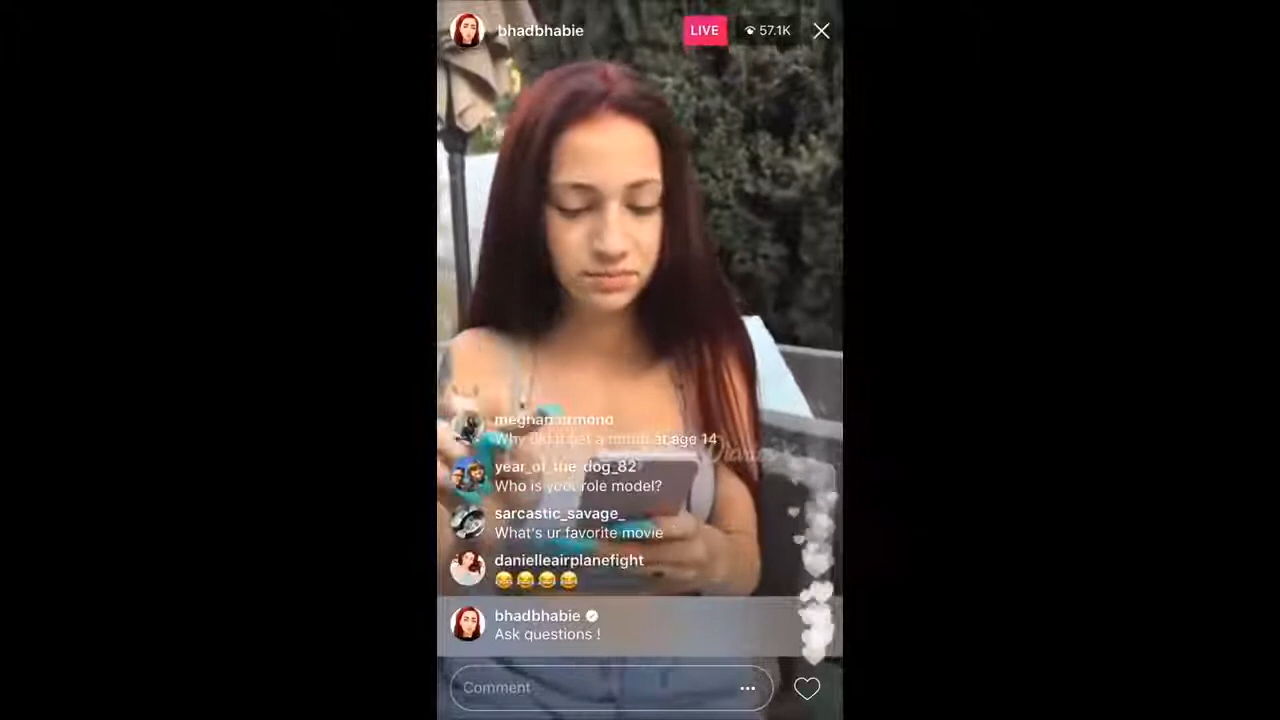 bhadbhabie
LIVE
57.1K
Why at age 14
year_of_the_dog_82
Who is your role model?
sarcastic_savage_
What's ur favorite movie
danielleairplanefight
😂😂😂😂
bhadbhabie
Ask questions !
Comment